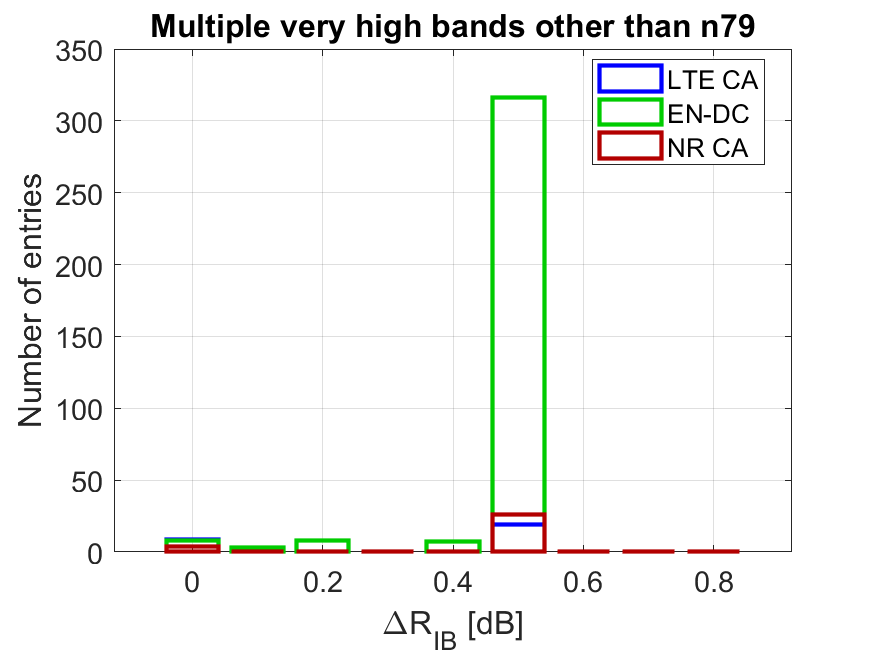 Multiple very high bands other than n79
350
300
250
200
150
100
50
0
Number of entries
LTE CA
EN-DC
NR CA
0 0.2 0.4 0.6 0.8
ΔR_IB [dB]